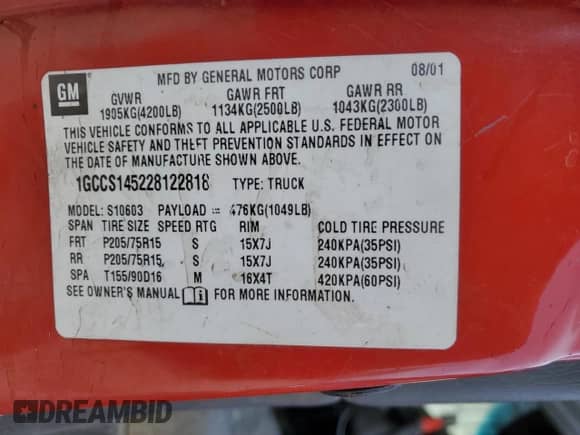 GM
MFD BY GENERAL MOTORS CORP 08/01
GVWR GAWR FRT GAWR RR
1905KG(4200LB) 1134KG(2500LB) 1043KG(2300LB)
THIS VEHICLE CONFORMS TO ALL APPLICABLE U.S. FEDERAL MOTOR
VEHICLE SAFETY AND THEFT PREVENTION STANDARDS IN EFFECT ON
THE DATE OF MANUFACTURE SHOWN ABOVE.
1GCCS145228122818 TYPE: TRUCK
MODEL: S10603 PAYLOAD = 476KG(1049LB)
SPAN TIRE SIZE SPEED RTG RIM COLD TIRE PRESSURE
FRT P205/75R15 S 15X7J 240KPA(35PSI)
RR P205/75R15 S 15X7J 240KPA(35PSI)
SPA T155/90D16 M 16X4T 420KPA(60PSI)
SEE OWNER'S MANUAL FOR MORE INFORMATION.
DREAMBID